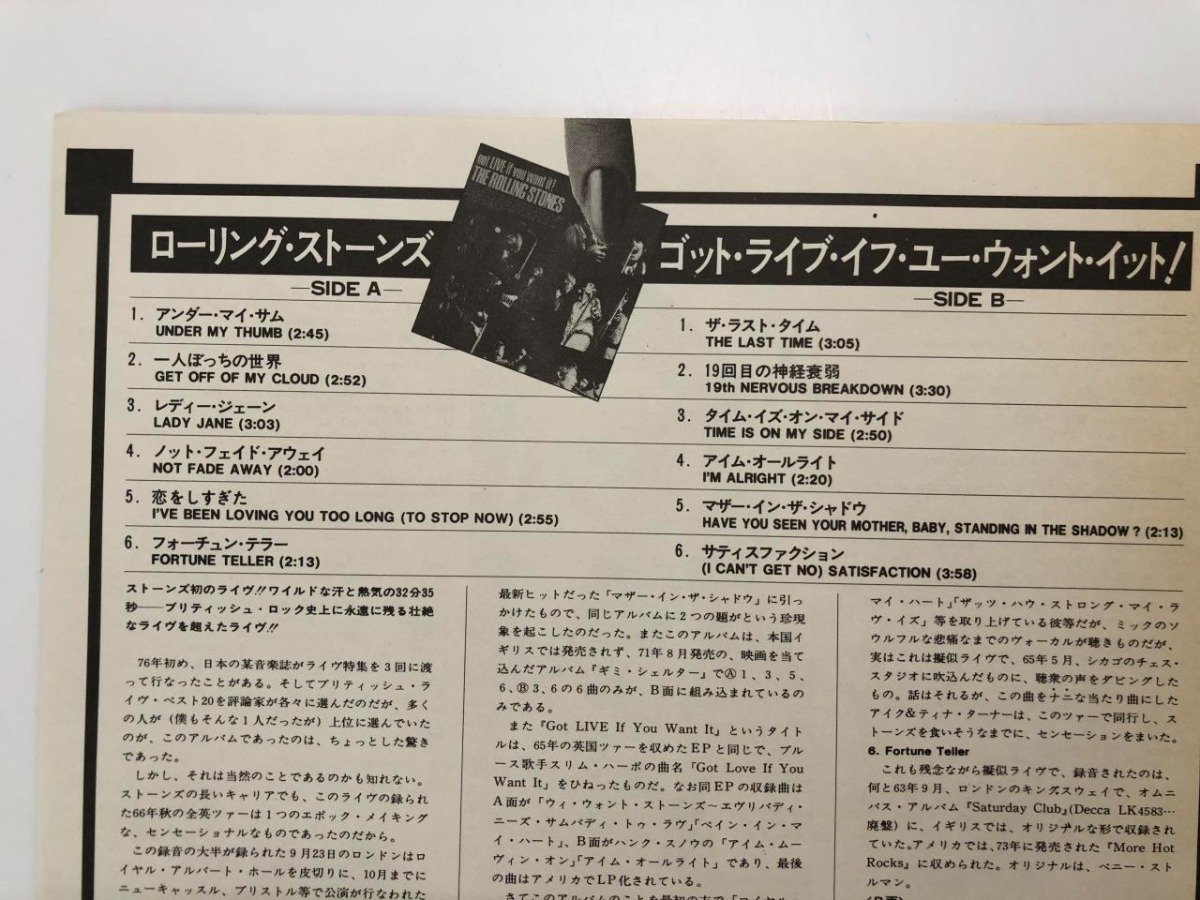 got LIVE if you want it!
THE ROLLING STONES
ローリング・ストーンズ
ゴット・ライブ・イフ・ユー・ウォント・イット!
—SIDE A—
1. アンダー・マイ・サム
UNDER MY THUMB (2:45)
2. 一人ぼっちの世界
GET OFF OF MY CLOUD (2:52)
3. レディー・ジェーン
LADY JANE (3:03)
4. ノット・フェイド・アウェイ
NOT FADE AWAY (2:00)
5. 恋をしすぎた
I'VE BEEN LOVING YOU TOO LONG (TO STOP NOW) (2:55)
6. フォーチュン・テラー
FORTUNE TELLER (2:13)
—SIDE B—
1. ザ・ラスト・タイム
THE LAST TIME (3:05)
2. 19回目の神経衰弱
19th NERVOUS BREAKDOWN (3:30)
3. タイム・イズ・オン・マイ・サイド
TIME IS ON MY SIDE (2:50)
4. アイム・オールライト
I'M ALRIGHT (2:20)
5. マザー・イン・ザ・シャドウ
HAVE YOU SEEN YOUR MOTHER, BABY, STANDING IN THE SHADOW? (2:13)
6. サティスファクション
(I CAN'T GET NO) SATISFACTION (3:58)
ストーンズ初のライヴ!!ワイルドな汗と熱気の32分35
秒——ブリティッシュ・ロック史上に永遠に残る壮絶
なライヴを超えたライヴ!!
76年初め、日本の某音楽誌がライヴ特集を3回に渡
って行なったことがある。そしてブリティッシュ・ラ
イヴ・ベスト20を評論家が各々に選んだのだが、多く
の人が(僕もそんな1人だったが)上位に選んでいた
のが、このアルバムであったのは、ちょっとした驚き
であった。
しかし、それは当然のことであるのかも知れない。
ストーンズの長いキャリアでも、このライヴの録られ
た66年秋の全英ツァーは1つのエポック・メイキング
な、センセーショナルなものであったのだから。
この録音の大半が録られた9月23日のロンドンはロ
イヤル・アルバート・ホールを皮切りに、10月までに
ニューキャッスル、ブリストル等で公演が行なわれた
最新ヒットだった「マザー・イン・ザ・シャドウ」に引っ
かけたもので、同じアルバムに2つの題がという珍現
象を起こしたのだった。またこのアルバムは、本国イ
ギリスでは発売されず、71年8月発売の、映画を当て
込んだアルバム『ギミ・シェルター』でⒶ1、3、5、
6、Ⓑ3、6の6曲のみが、B面に組み込まれているの
みである。
また『Got LIVE If You Want It』というタイト
ルは、65年の英国ツァーを収めたEPと同じで、ブル
ース歌手スリム・ハーポの曲名「Got Love If You
Want It」をひねったものだ。なお同EPの収録曲は
A面が「ウィ・ウォント・ストーンズ〜エヴリバディ・
ニーズ・サムバディ・トゥ・ラヴ」「ペイン・イン・マ
イ・ハート」、B面がハンク・スノウの「アイム・ムー
ヴィン・オン」「アイム・オールライト」であり、最後
の曲はアメリカでLP化されている。
さてこのアルバムのことを最初の方で「ロイヤル・
マイ・ハート」「ザッツ・ハウ・ストロング・マイ・ラ
ヴ・イズ」等を取り上げている彼等だが、ミックのソ
ウルフルな悲痛なまでのヴォーカルが聴きものだが、
実はこれは擬似ライヴで、65年5月、シカゴのチェス・
スタジオに吹込んだものに、聴衆の声をダビングした
もの。話はそれるが、この曲をナニな当たり曲にした
アイク&ティナ・ターナーは、このツァーで同行し、ス
トーンズを食いそうなまでに、センセーションをまいた。
6. Fortune Teller
これも残念ながら擬似ライヴで、録音されたのは、
何と63年9月、ロンドンのキングスウェイで、オムニ
バス・アルバム『Saturday Club』(Decca LK4583…
廃盤)に、イギリスでは、オリジナルな形で収録され
ていた。アメリカでは、73年に発売された『More Hot
Rocks』に収められた。オリジナルは、ベニー・スト
ルマン。